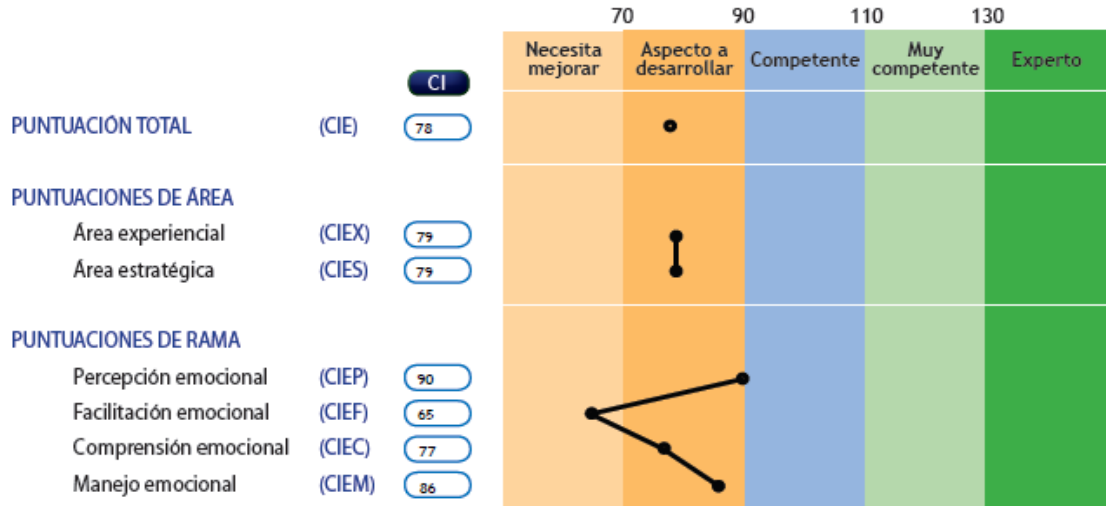 70 90 110 130
Necesita mejorar
Aspecto a desarrollar
Competente
Muy competente
Experto
CI
PUNTUACIÓN TOTAL (CIE) 78
PUNTUACIONES DE ÁREA
Área experiencial (CIEX) 79
Área estratégica (CIES) 79
PUNTUACIONES DE RAMA
Percepción emocional (CIEP) 90
Facilitación emocional (CIEF) 65
Comprensión emocional (CIEC) 77
Manejo emocional (CIEM) 86